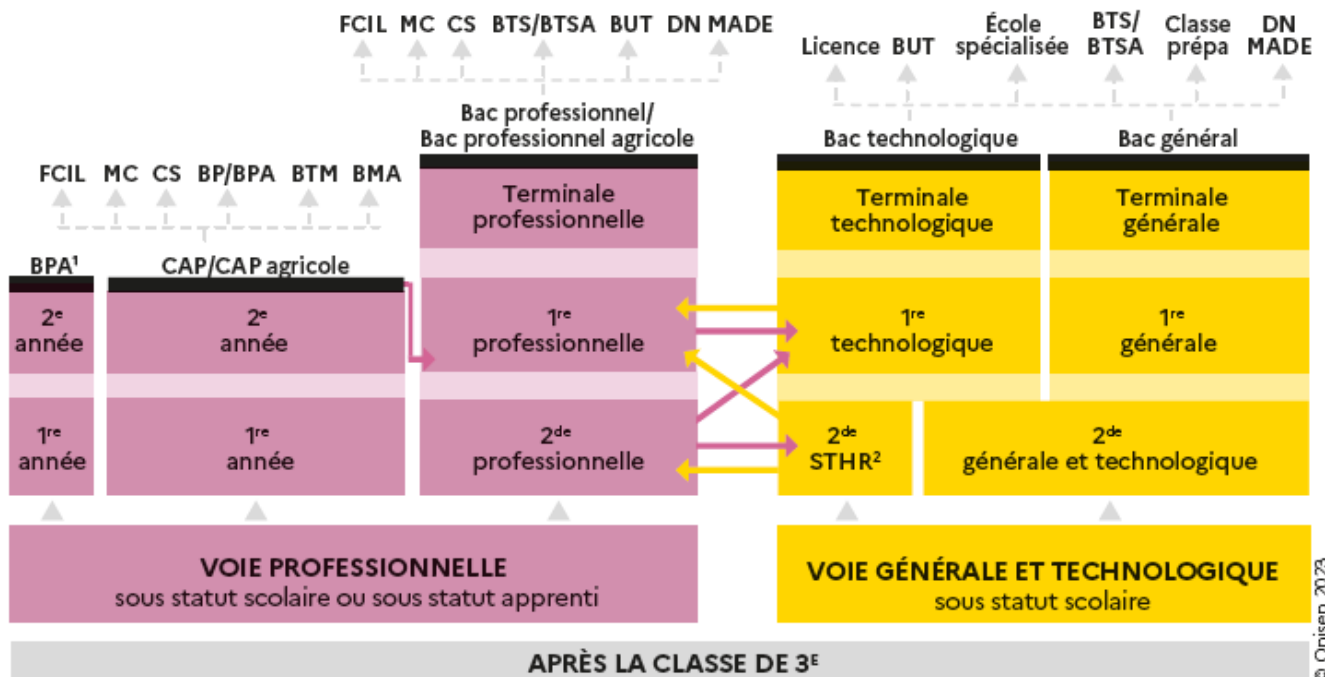 FCIL MC CS BTS/BTSA BUT DN MADE
Licence BUT École spécialisée BTS/BTSA Classe prépa DN MADE
Bac professionnel/
Bac professionnel agricole
Bac technologique
Bac général
FCIL MC CS BP/BPA BTM BMA
Terminale
professionnelle
Terminale
technologique
Terminale
générale
BPA¹
CAP/CAP agricole
2e
année
2e
année
1re
professionnelle
1re
technologique
1re
générale
1re
année
1re
année
2de
professionnelle
2de
STHR²
2de
générale et technologique
VOIE PROFESSIONNELLE
sous statut scolaire ou sous statut apprenti
VOIE GÉNÉRALE ET TECHNOLOGIQUE
sous statut scolaire
APRÈS LA CLASSE DE 3E
© Onisep 2023